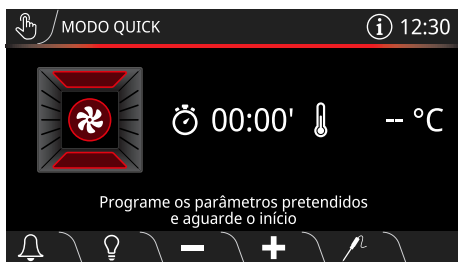 MODO QUICK
i 12:30
00:00' -- °C
Programe os parâmetros pretendidos
e aguarde o início